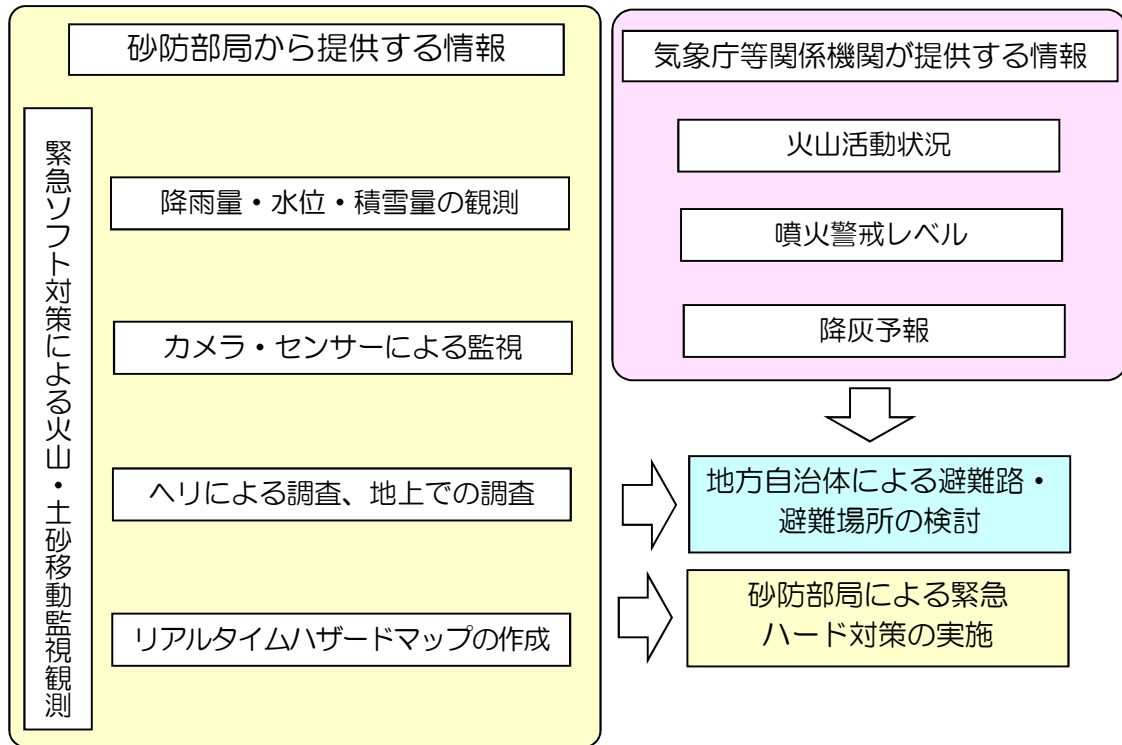 砂防部局から提供する情報
緊急ソフト対策による火山・土砂移動監視観測
降雨量・水位・積雪量の観測
カメラ・センサーによる監視
ヘリによる調査、地上での調査
リアルタイムハザードマップの作成
気象庁等関係機関が提供する情報
火山活動状況
噴火警戒レベル
降灰予報
地方自治体による避難路・
避難場所の検討
砂防部局による緊急
ハード対策の実施